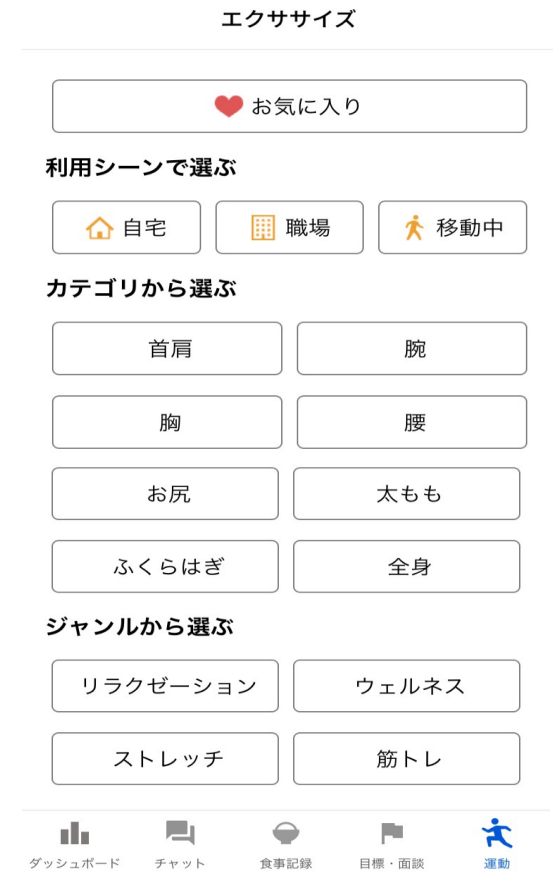 エクササイズ
お気に入り
利用シーンで選ぶ
自宅 職場 移動中
カテゴリから選ぶ
首肩 腕
胸 腰
お尻 太もも
ふくらはぎ 全身
ジャンルから選ぶ
リラクゼーション ウェルネス
ストレッチ 筋トレ
ダッシュボード チャット 食事記録 目標・面談 運動